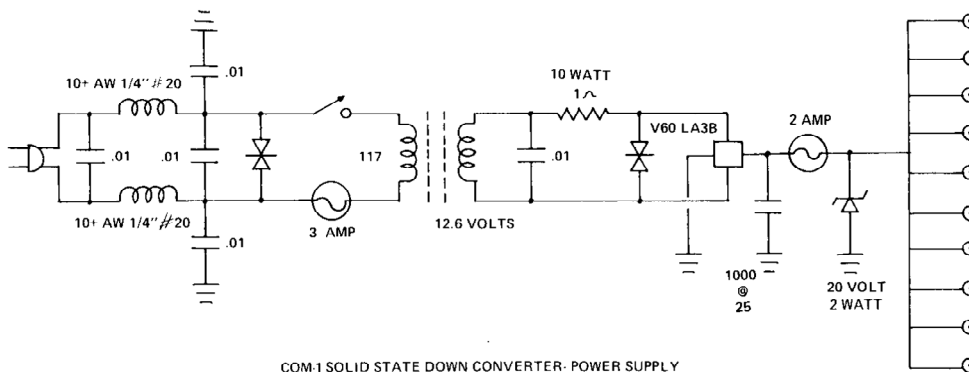 10+ AW 1/4" #20
.01
10 WATT
1Ω
.01
.01
V60 LA3B
2 AMP
117
.01
10+ AW 1/4" #20
3 AMP
12.6 VOLTS
.01
1000
@
25
20 VOLT
2 WATT
COM-1 SOLID STATE DOWN CONVERTER- POWER SUPPLY